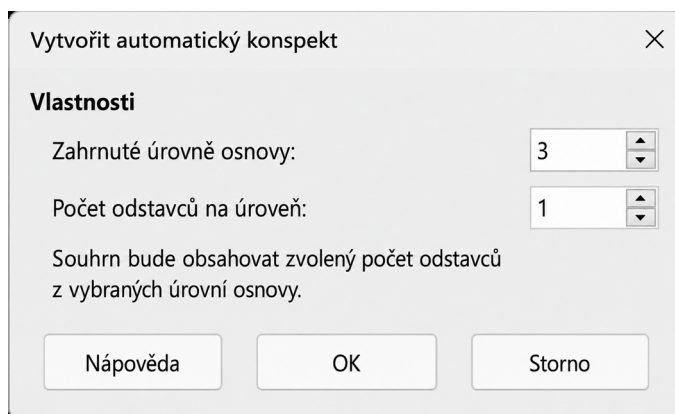 Vytvořit automatický konspekt
Vlastnosti
Zahrnuté úrovně osnovy: 3
Počet odstavců na úroveň: 1
Souhrn bude obsahovat zvolený počet odstavců
z vybraných úrovní osnovy.
Nápověda OK Storno